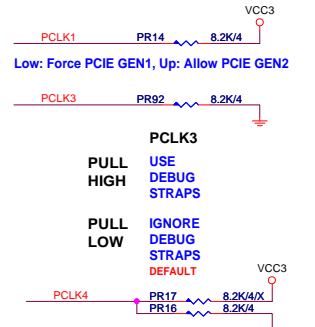 VCC3
PCLK1 PR14 8.2K/4
Low: Force PCIE GEN1, Up: Allow PCIE GEN2
PCLK3 PR92 8.2K/4
PCLK3
PULL HIGH
USE DEBUG STRAPS
PULL LOW
IGNORE DEBUG STRAPS
DEFAULT
VCC3
PCLK4 PR17 8.2K/4/X
PR16 8.2K/4